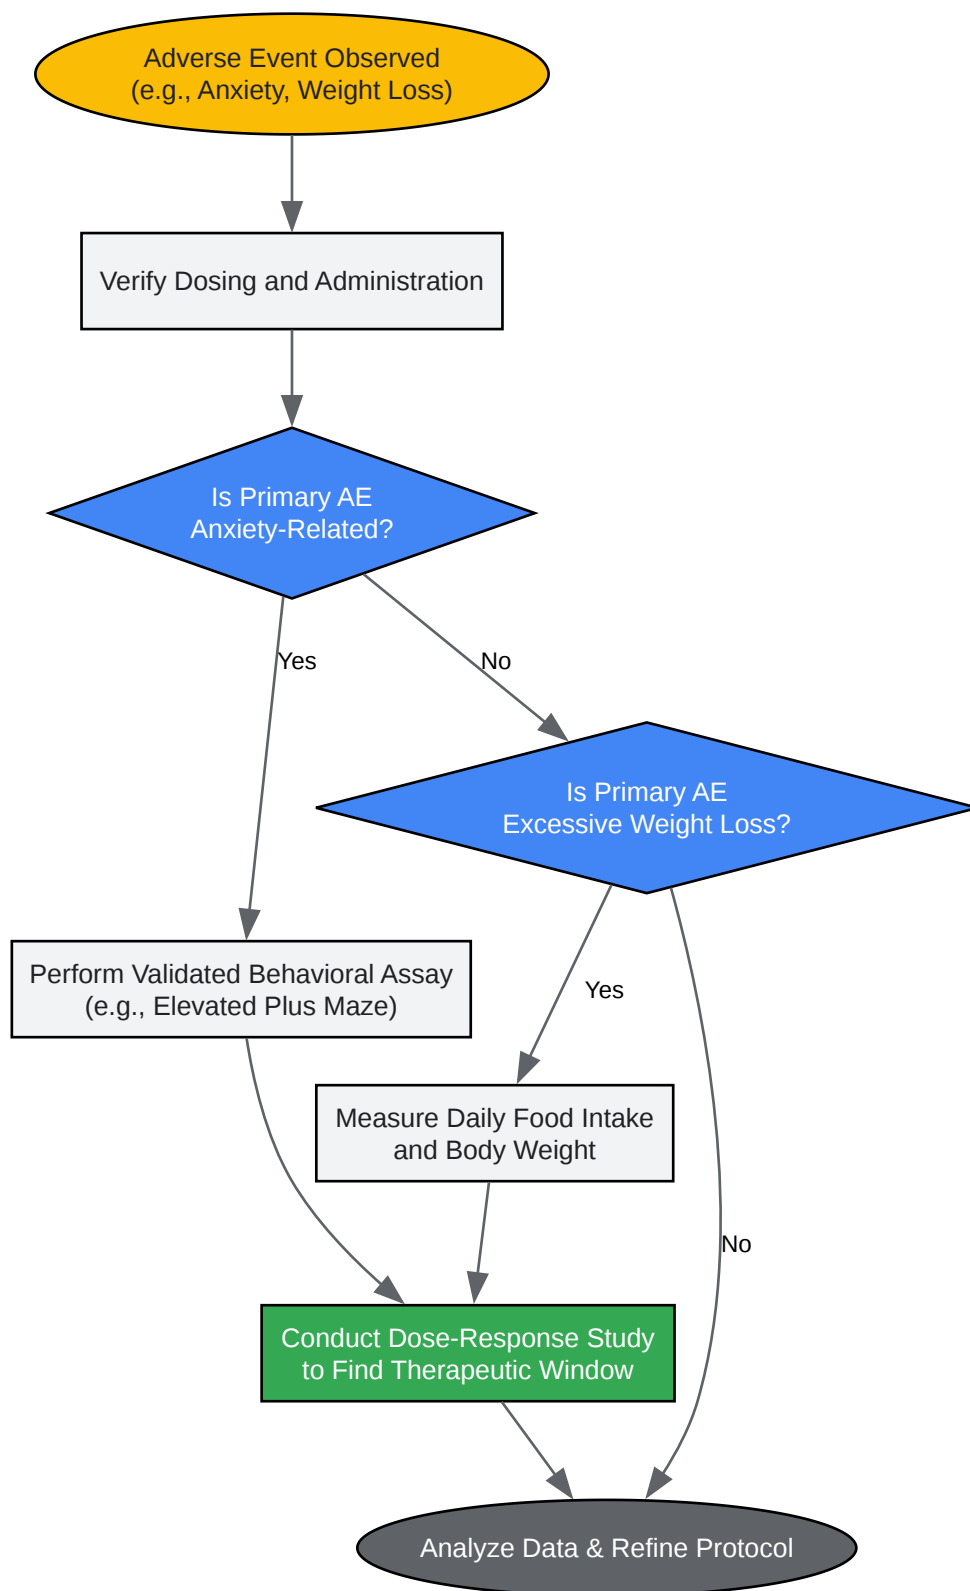 Adverse Event Observed
(e.g., Anxiety, Weight Loss)
Verify Dosing and Administration
Is Primary AE
Anxiety-Related?
Yes
No
Is Primary AE
Excessive Weight Loss?
Perform Validated Behavioral Assay
(e.g., Elevated Plus Maze)
Yes
Measure Daily Food Intake
and Body Weight
No
Conduct Dose-Response Study
to Find Therapeutic Window
Analyze Data & Refine Protocol